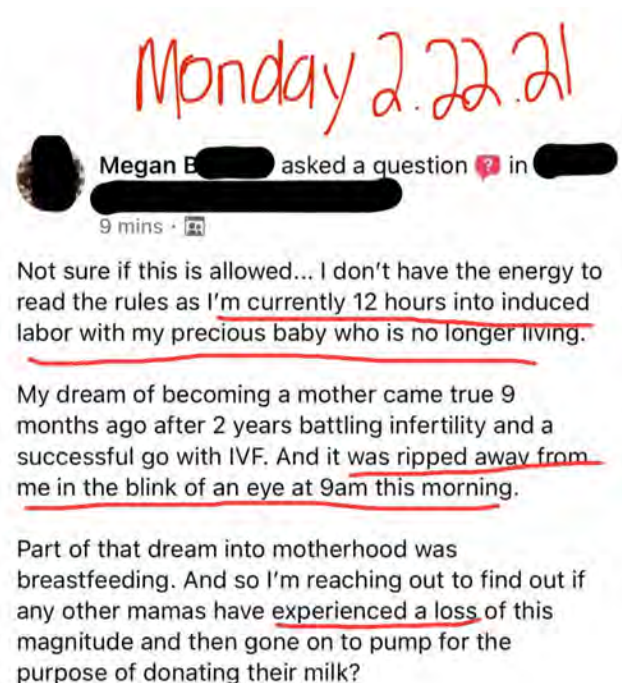 Monday 2.22.21
Megan B asked a question in
9 mins ·
Not sure if this is allowed... I don't have the energy to
read the rules as I'm currently 12 hours into induced
labor with my precious baby who is no longer living.
My dream of becoming a mother came true 9
months ago after 2 years battling infertility and a
successful go with IVF. And it was ripped away from
me in the blink of an eye at 9am this morning.
Part of that dream into motherhood was
breastfeeding. And so I'm reaching out to find out if
any other mamas have experienced a loss of this
magnitude and then gone on to pump for the
purpose of donating their milk?